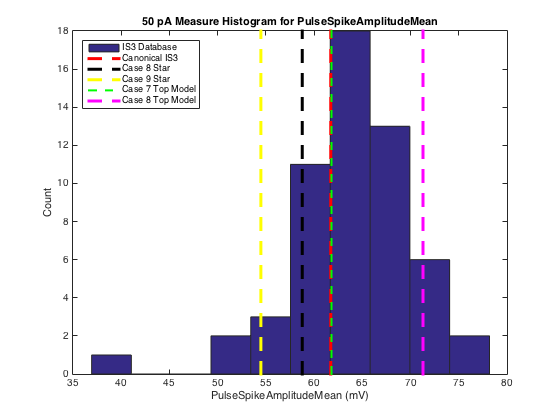 50 pA Measure Histogram for PulseSpikeAmplitudeMean
IS3 Database
Canonical IS3
Case 8 Star
Case 9 Star
Case 7 Top Model
Case 8 Top Model
Count
18
16
14
12
10
8
6
4
2
0
35 40 45 50 55 60 65 70 75 80
PulseSpikeAmplitudeMean (mV)